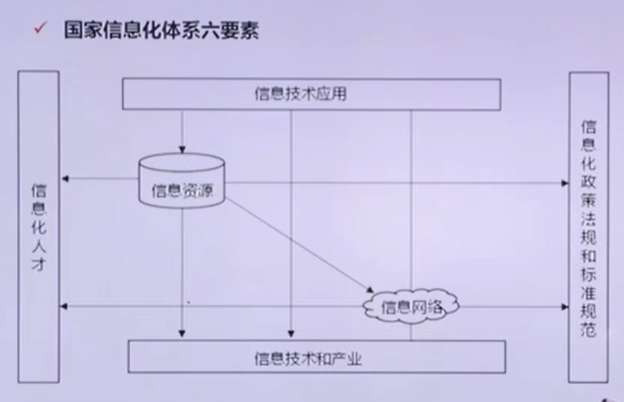 国家信息化体系六要素
信息技术应用
信息化人才
信息资源
信息化政策法规和标准规范
信息网络
信息技术和产业